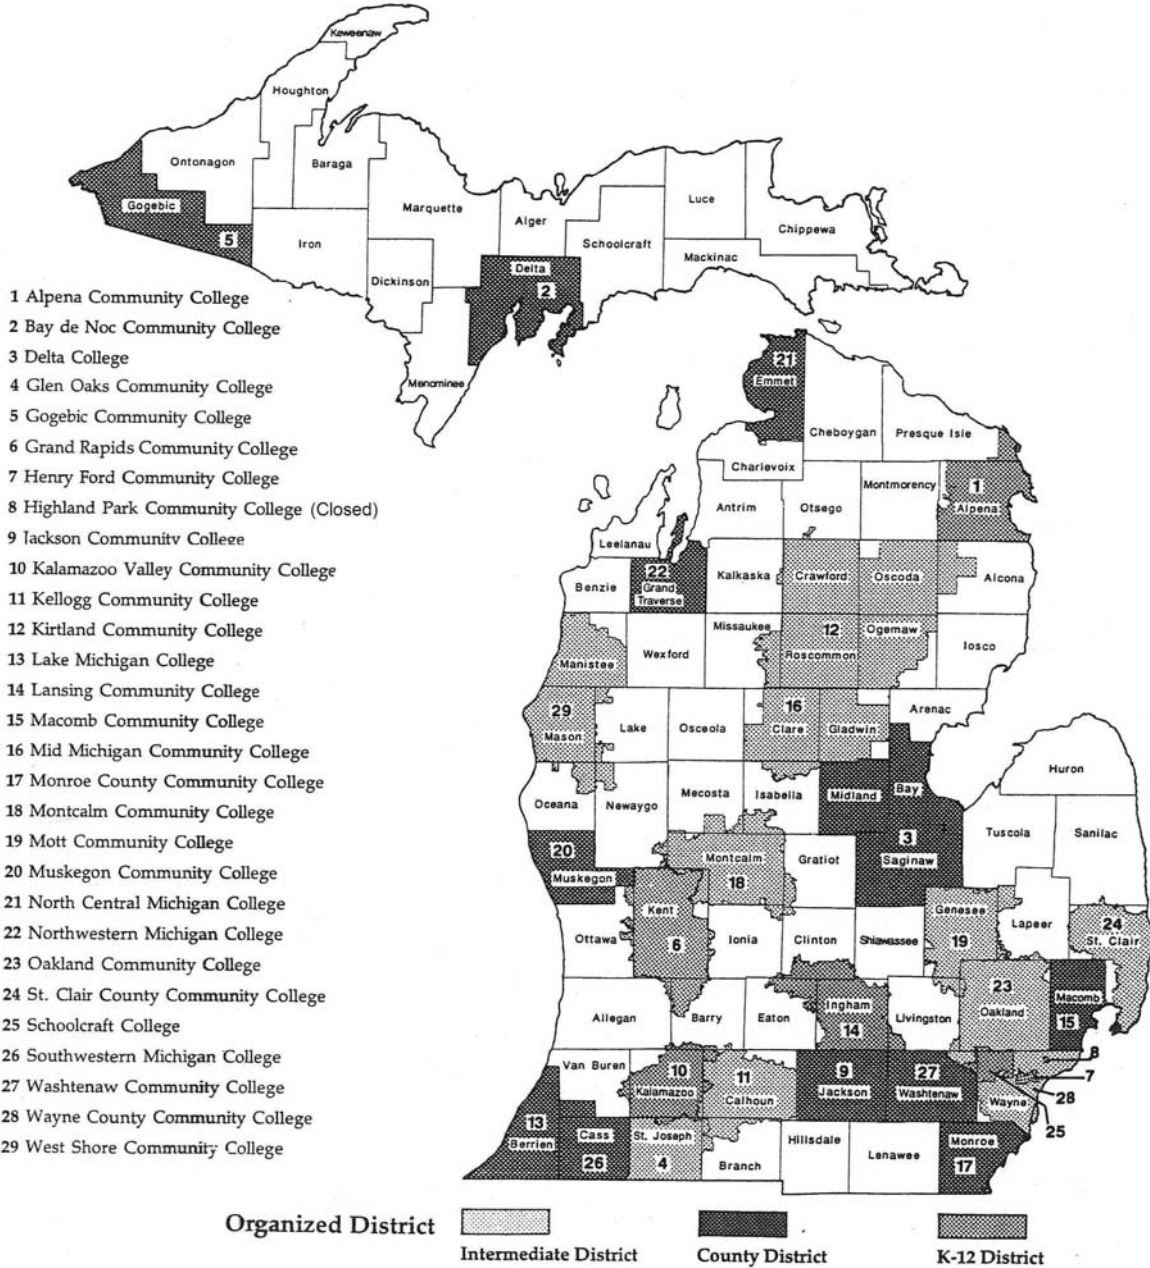 Keweenaw
Houghton
Ontonagon
Baraga
Gogebic
5
Iron
Marquette
Dickinson
Menominee
Alger
Delta
2
Schoolcraft
Luce
Mackinac
Chippewa
1 Alpena Community College
2 Bay de Noc Community College
3 Delta College
4 Glen Oaks Community College
5 Gogebic Community College
6 Grand Rapids Community College
7 Henry Ford Community College
8 Highland Park Community College (Closed)
9 Jackson Community College
10 Kalamazoo Valley Community College
11 Kellogg Community College
12 Kirtland Community College
13 Lake Michigan College
14 Lansing Community College
15 Macomb Community College
16 Mid Michigan Community College
17 Monroe County Community College
18 Montcalm Community College
19 Mott Community College
20 Muskegon Community College
21 North Central Michigan College
22 Northwestern Michigan College
23 Oakland Community College
24 St. Clair County Community College
25 Schoolcraft College
26 Southwestern Michigan College
27 Washtenaw Community College
28 Wayne County Community College
29 West Shore Community College
21
Emmet
Cheboygan
Presque Isle
Charlevoix
Antrim
Otsego
Montmorency
1
Alpena
Leelanau
Benzie
22
Grand
Traverse
Kalkaska
Crawford
Oscoda
Alcona
Manistee
Wexford
Missaukee
12
Roscommon
Ogemaw
Iosco
29
Mason
Lake
Osceola
16
Clare
Gladwin
Arenac
Oceana
Newaygo
Mecosta
Isabella
Midland
Bay
Huron
20
Muskegon
Montcalm
18
Gratiot
3
Saginaw
Tuscola
Sanilac
Ottawa
Kent
6
Ionia
Clinton
Shiawassee
Genesee
19
Lapeer
24
St. Clair
Allegan
Barry
Eaton
Ingham
14
Livingston
23
Oakland
Macomb
15
Van Buren
10
Kalamazoo
11
Calhoun
9
Jackson
27
Washtenaw
Wayne
8
7
28
25
13
Berrien
Cass
26
St. Joseph
4
Branch
Hillsdale
Lenawee
Monroe
17
Organized District
Intermediate District
County District
K-12 District